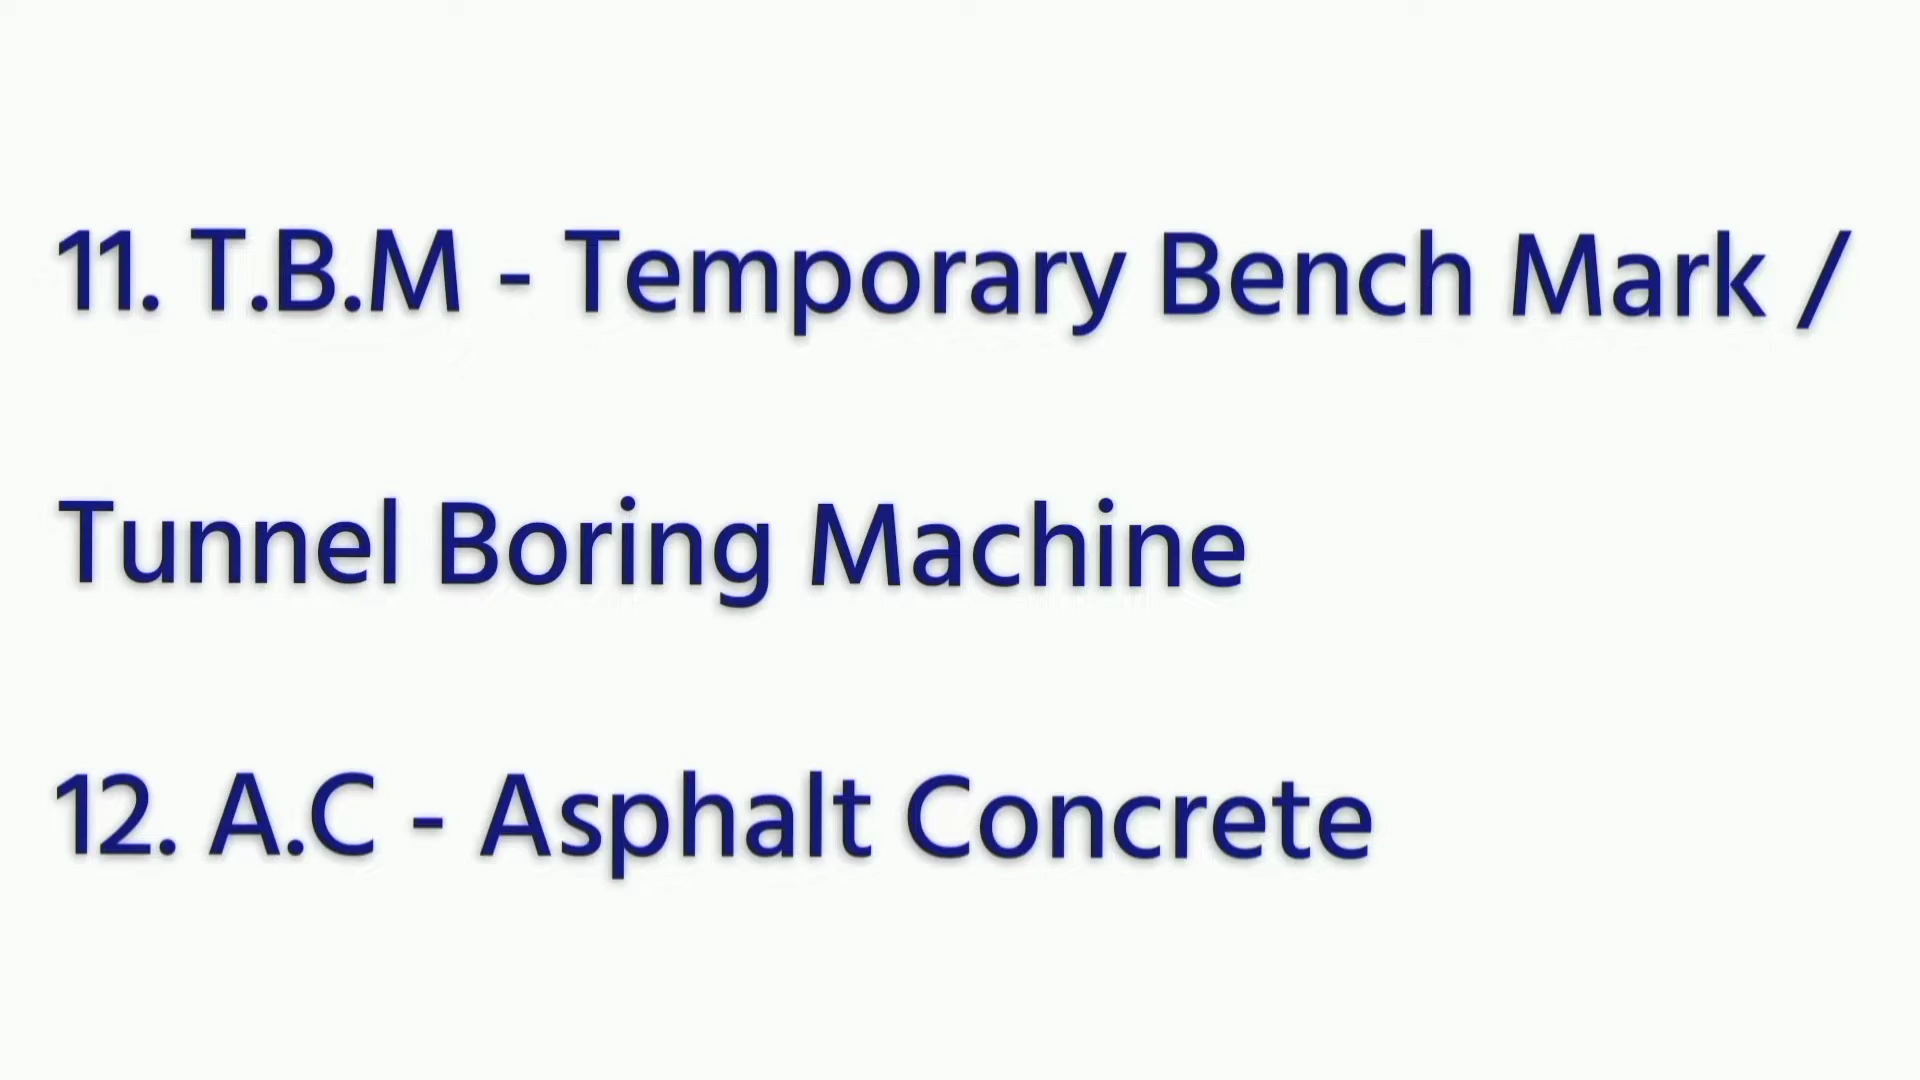 11. T.B.M - Temporary Bench Mark /
Tunnel Boring Machine
12. A.C - Asphalt Concrete